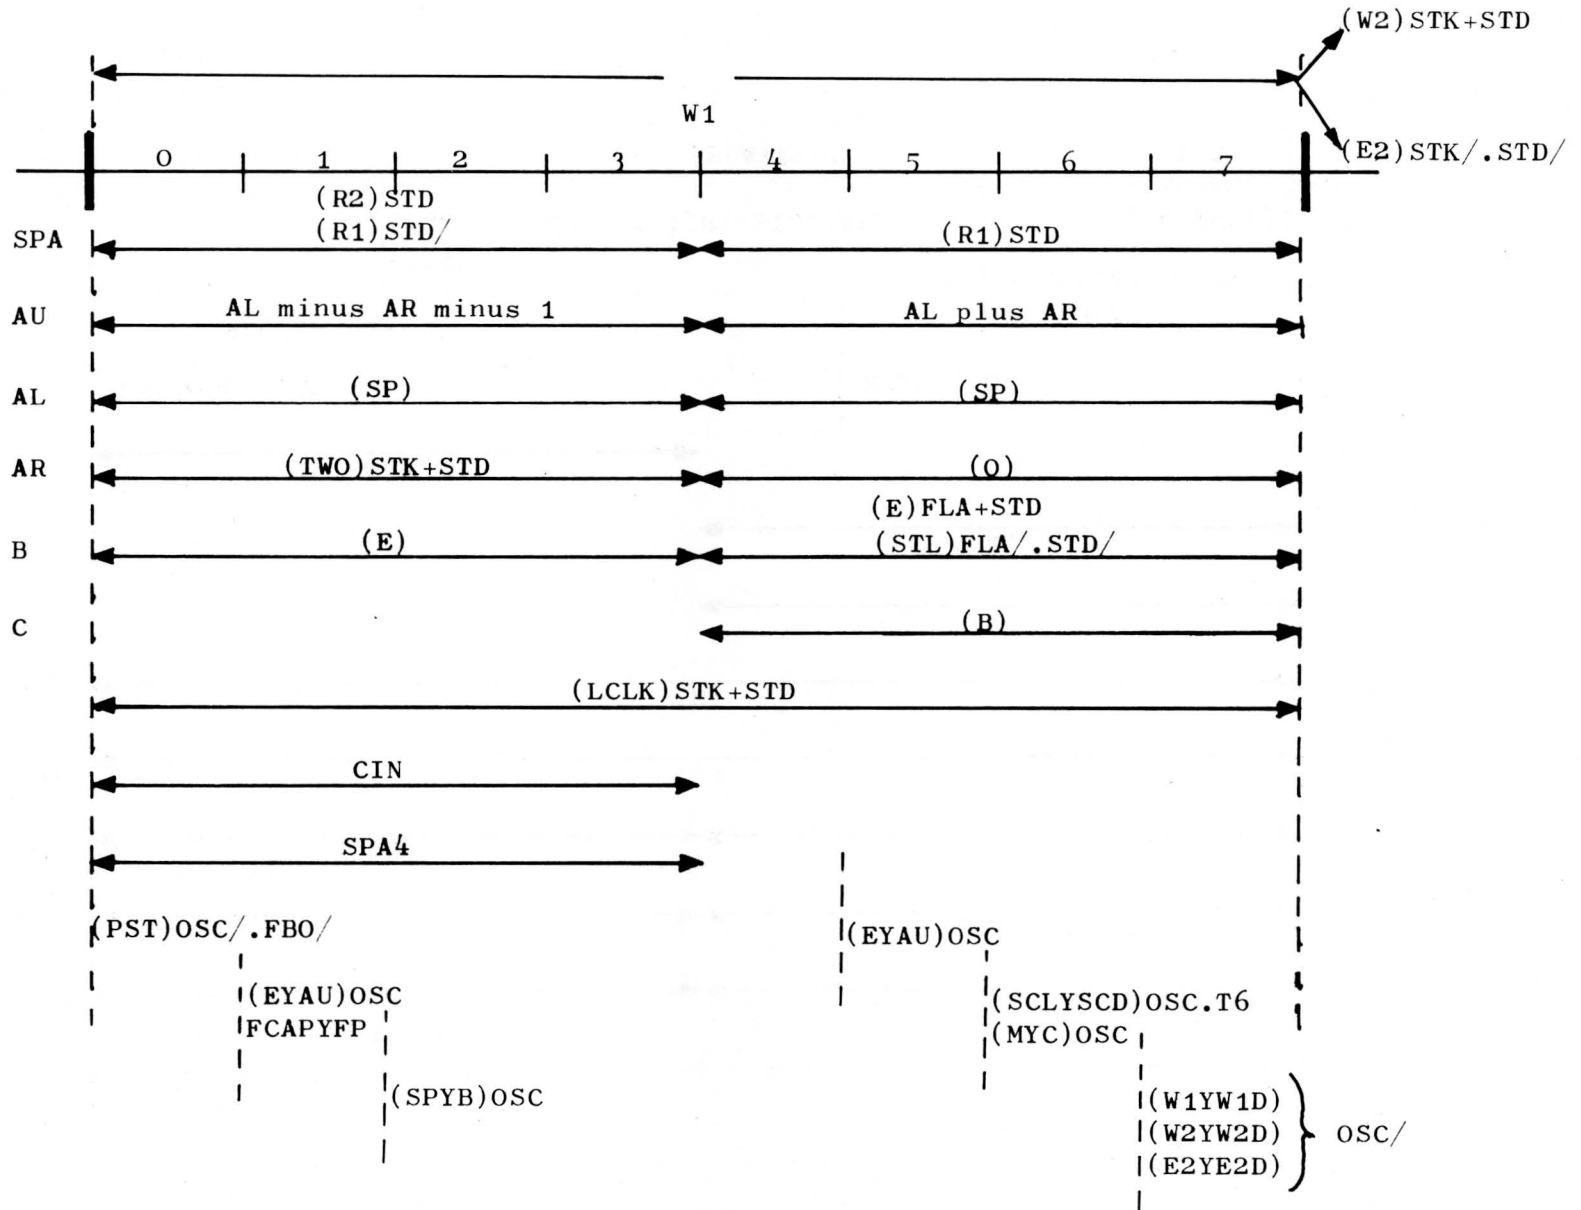 (W2)STK+STD
W1
(E2)STK/.STD/
0 1 2 3 4 5 6 7
(R2)STD
SPA (R1)STD/ (R1)STD
AU AL minus AR minus 1 AL plus AR
AL (SP) (SP)
AR (TWO)STK+STD (O)
(E)FLA+STD
B (E) (STL)FLA/.STD/
C (B)
(LCLK)STK+STD
CIN
SPA4
(PST)OSC/.FBO/ (EYAU)OSC
(EYAU)OSC (SCLYSCD)OSC.T6
FCAPYFP (MYC)OSC
(SPYB)OSC (W1YW1D)
(W2YW2D) OSC/
(E2YE2D)